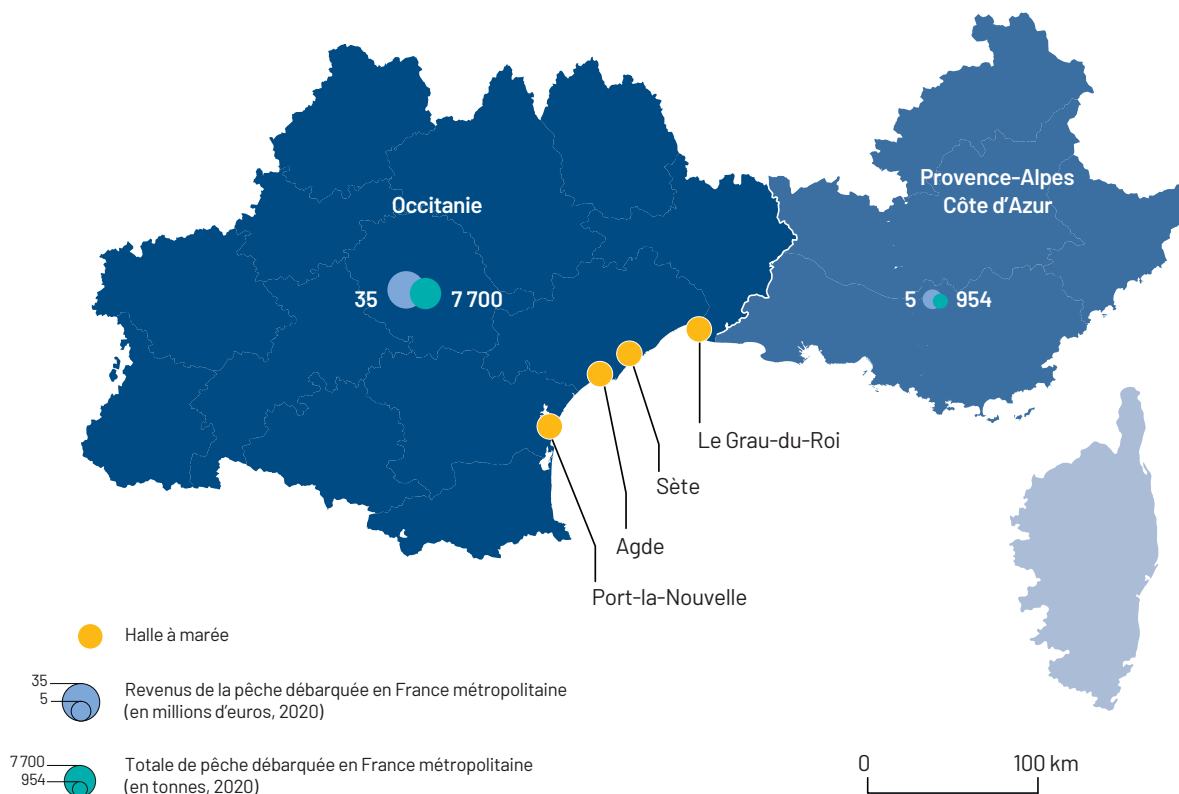 Provence-Alpes
Côte d'Azur
Occitanie
35
7 700
5
954
Le Grau-du-Roi
Sète
Agde
Port-la-Nouvelle
Halle à marée
35
5
Revenus de la pêche débarquée en France métropolitaine
(en millions d'euros, 2020)
7 700
954
Totale de pêche débarquée en France métropolitaine
(en tonnes, 2020)
0
100 km